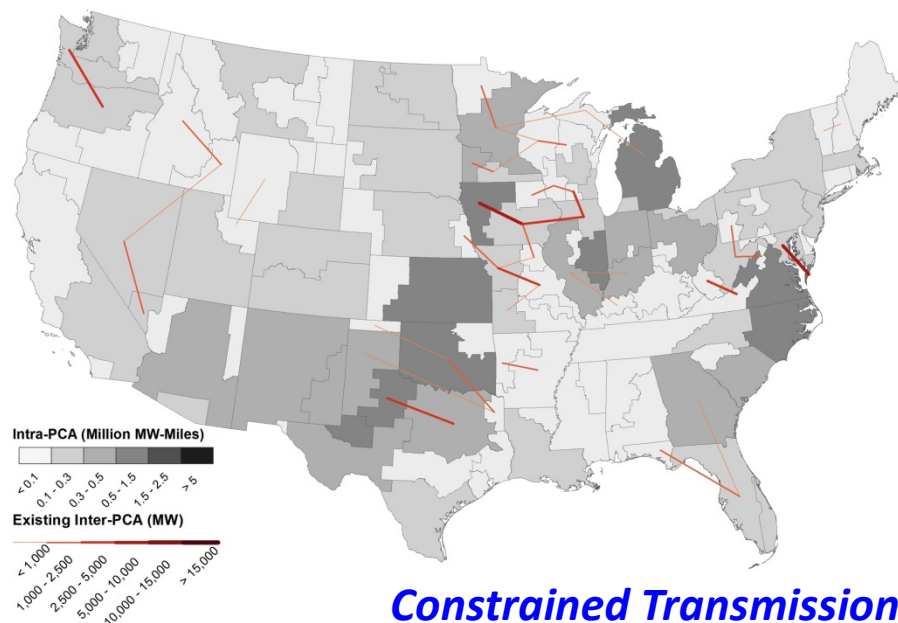 Intra-PCA (Million MW-Miles)
< 0.1
0.1 - 0.3
0.3 - 0.5
0.5 - 1.5
1.5 - 2.5
> 5
Existing Inter-PCA (MW)
< 1,000
1,000 - 2,500
2,500 - 5,000
5,000 - 10,000
10,000 - 15,000
> 15,000
Constrained Transmission